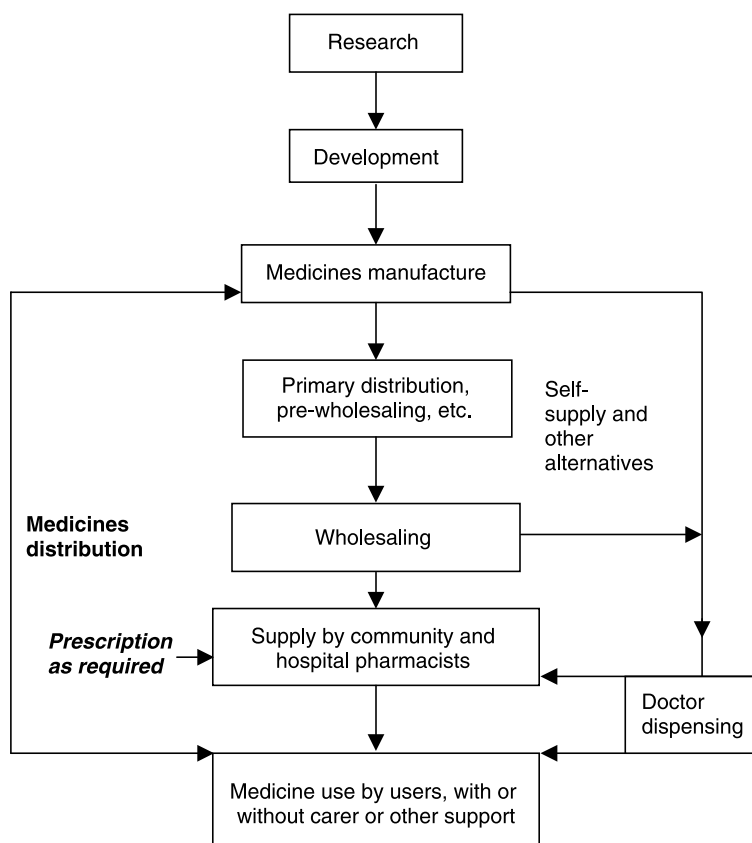 Research
Development
Medicines manufacture
Primary distribution,
pre-wholesaling, etc.
Self-
supply and
other
alternatives
Medicines
distribution
Wholesaling
Prescription
as required
Supply by community and
hospital pharmacists
Doctor
dispensing
Medicine use by users, with or
without carer or other support